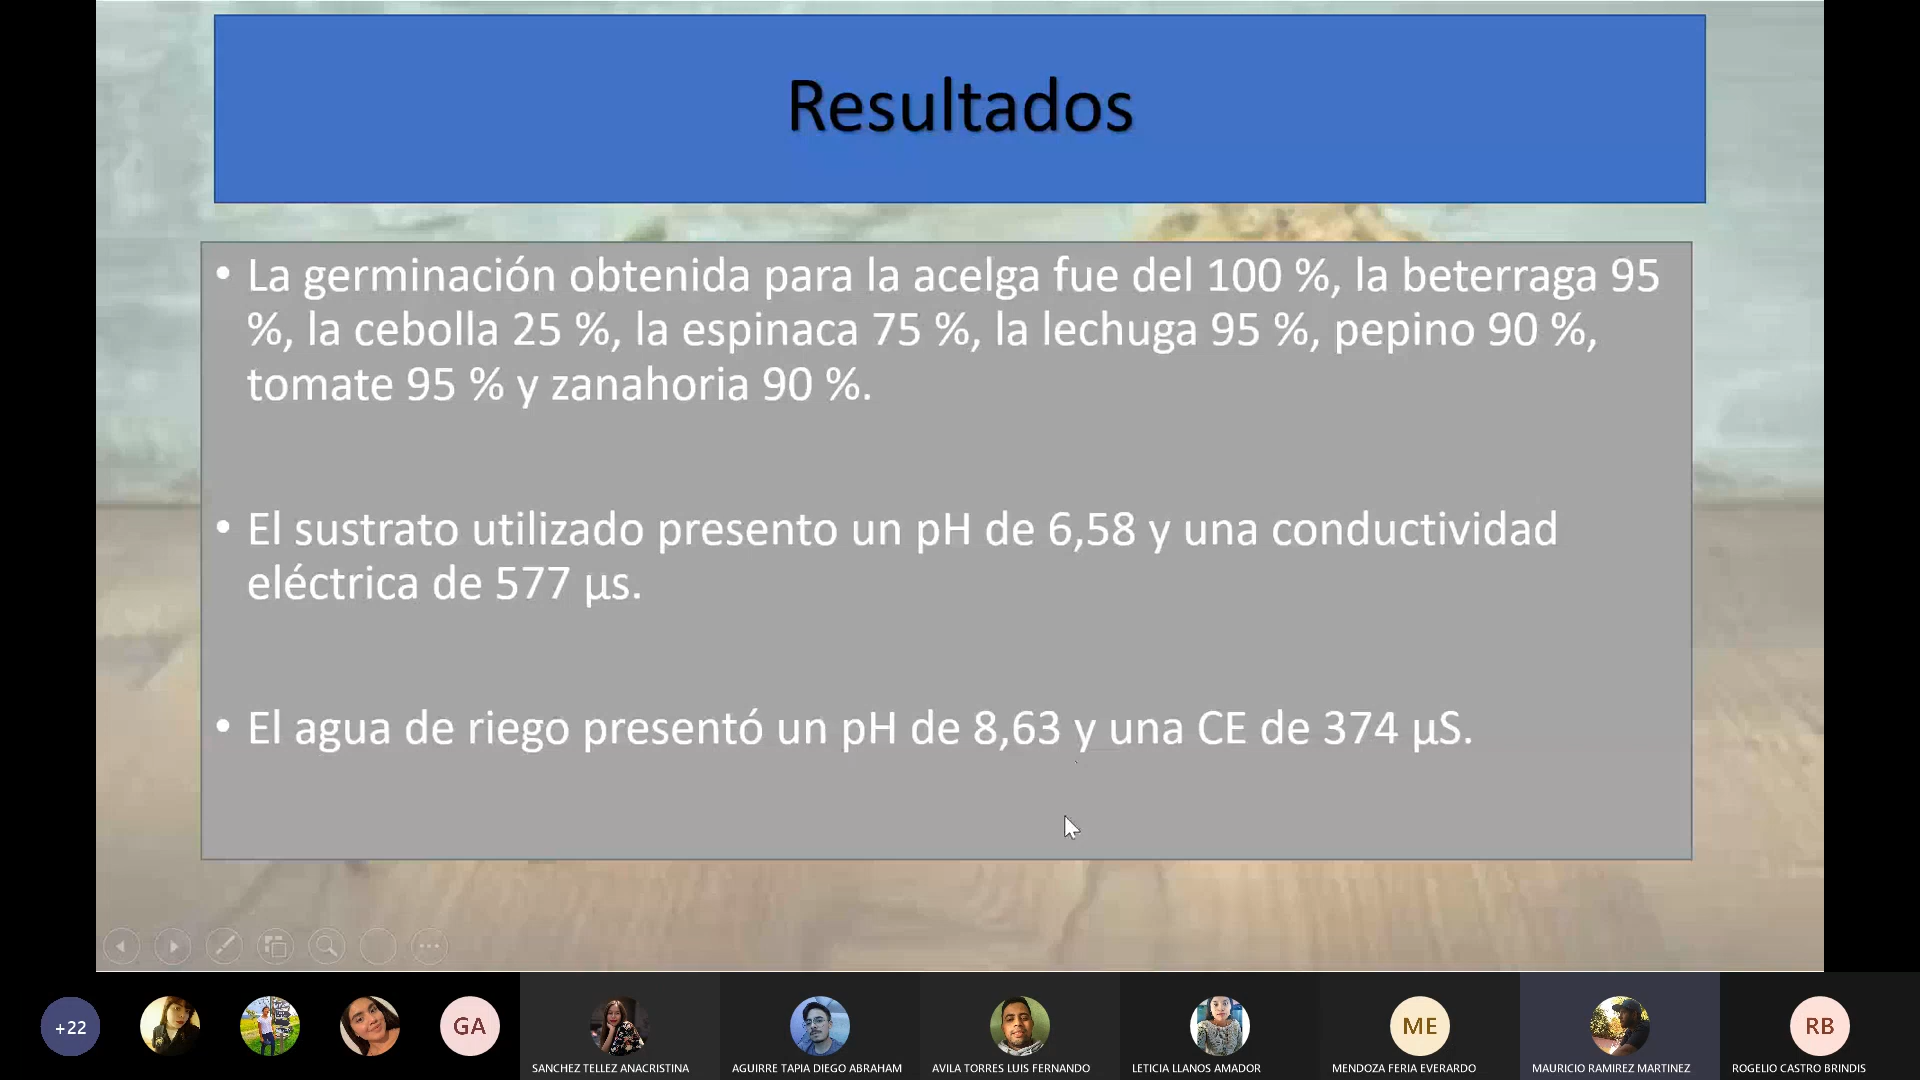 Resultados
• La germinación obtenida para la acelga fue del 100 %, la beterraga 95
%, la cebolla 25 %, la espinaca 75 %, la lechuga 95 %, pepino 90 %,
tomate 95 % y zanahoria 90 %.
• El sustrato utilizado presento un pH de 6,58 y una conductividad
eléctrica de 577 µs.
• El agua de riego presentó un pH de 8,63 y una CE de 374 µS.
+22
GA
ME
RB
SANCHEZ TELLEZ ANACRISTINA
AGUIRRE TAPIA DIEGO ABRAHAM
AVILA TORRES LUIS FERNANDO
LETICIA LLANOS AMADOR
MENDOZA FERIA EVERARDO
MAURICIO RAMIREZ MARTINEZ
ROGELIO CASTRO BRINDIS